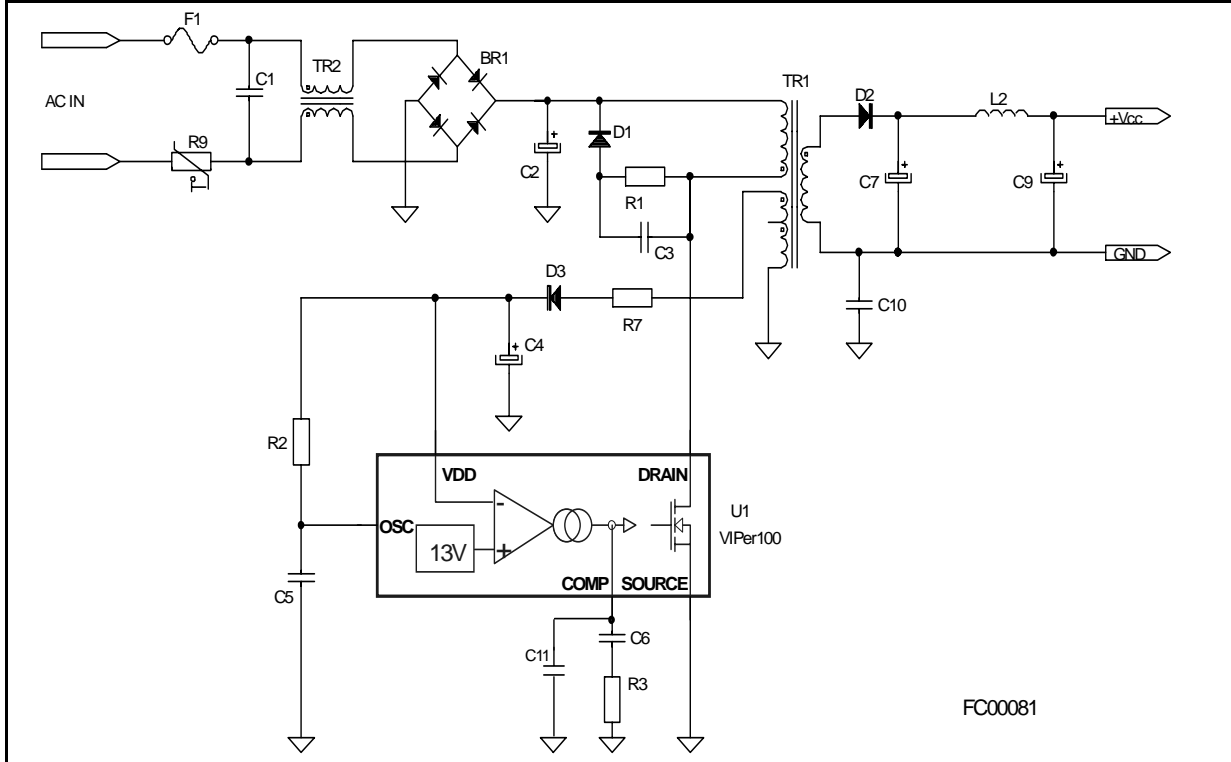 F1
BR1
TR2
C1
TR1
D2
L2
+Vcc
AC IN
D1
R9
T°
C2
R1
C7
C9
C3
GND
D3
R7
C10
C4
R2
VDD
DRAIN
-
U1
OSC
VIPer100
13V
+
COMP
SOURCE
C5
C6
C11
R3
FC00081